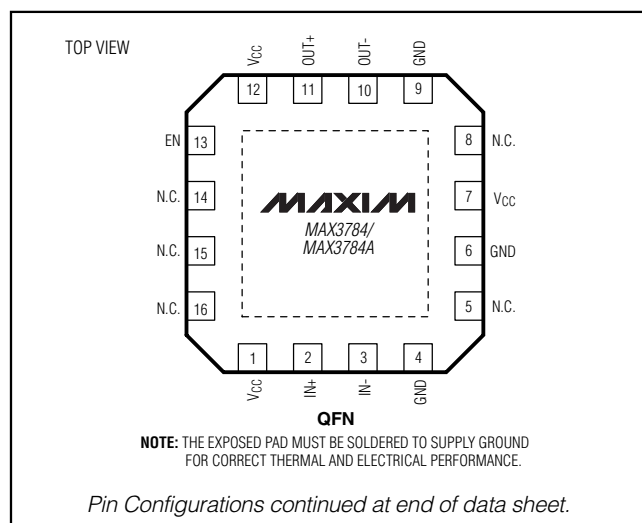 TOP VIEW
VCC
OUT+
OUT-
GND
12
11
10
9
EN
13
8
N.C.
N.C.
14
7
VCC
MAXIM
MAX3784/
MAX3784A
N.C.
15
6
GND
N.C.
16
5
N.C.
1
2
3
4
VCC
IN+
IN-
GND
QFN
NOTE: THE EXPOSED PAD MUST BE SOLDERED TO SUPPLY GROUND
FOR CORRECT THERMAL AND ELECTRICAL PERFORMANCE.
Pin Configurations continued at end of data sheet.